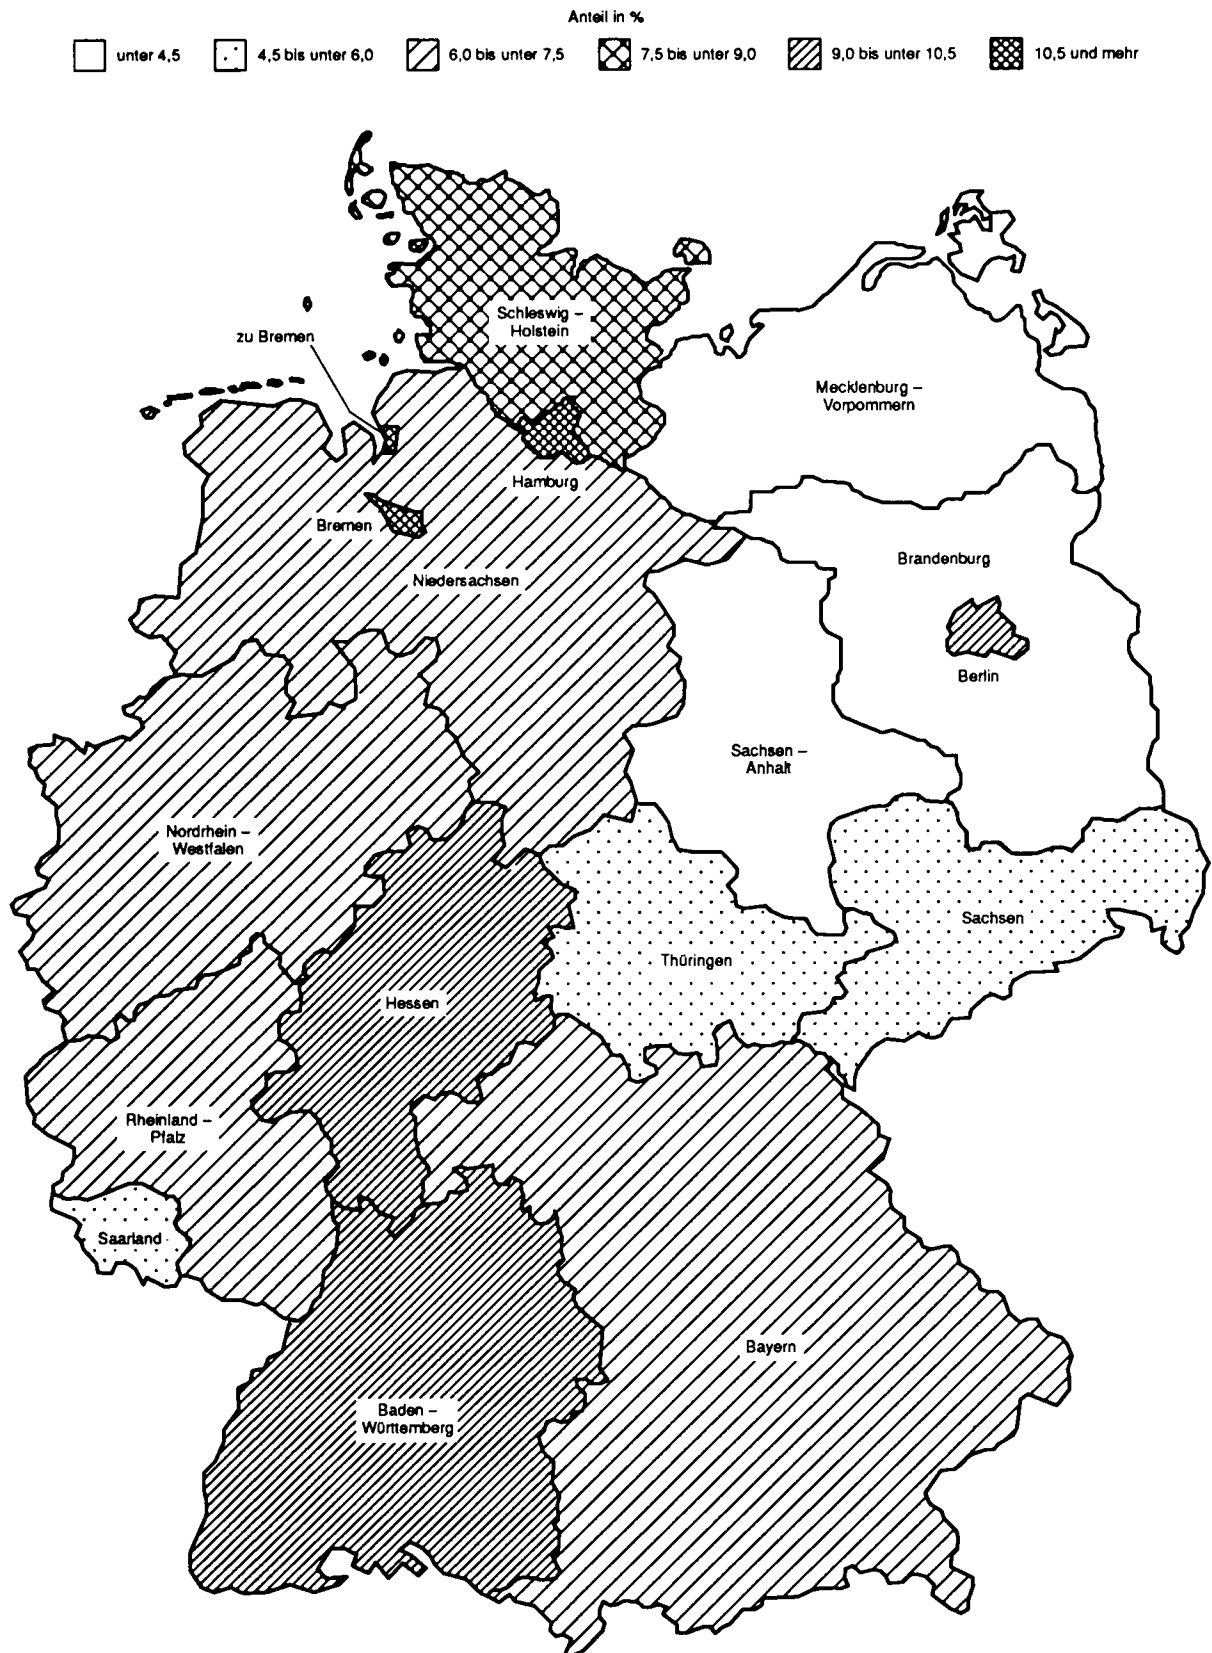 Anteil in %
unter 4,5
4,5 bis unter 6,0
6,0 bis unter 7,5
7,5 bis unter 9,0
9,0 bis unter 10,5
10,5 und mehr
Schleswig –
Holstein
zu Bremen
Mecklenburg –
Vorpommern
Hamburg
Bremen
Brandenburg
Niedersachsen
Berlin
Sachsen –
Anhalt
Nordrhein –
Westfalen
Sachsen
Thüringen
Hessen
Rheinland –
Pfalz
Saarland
Bayern
Baden –
Württemberg